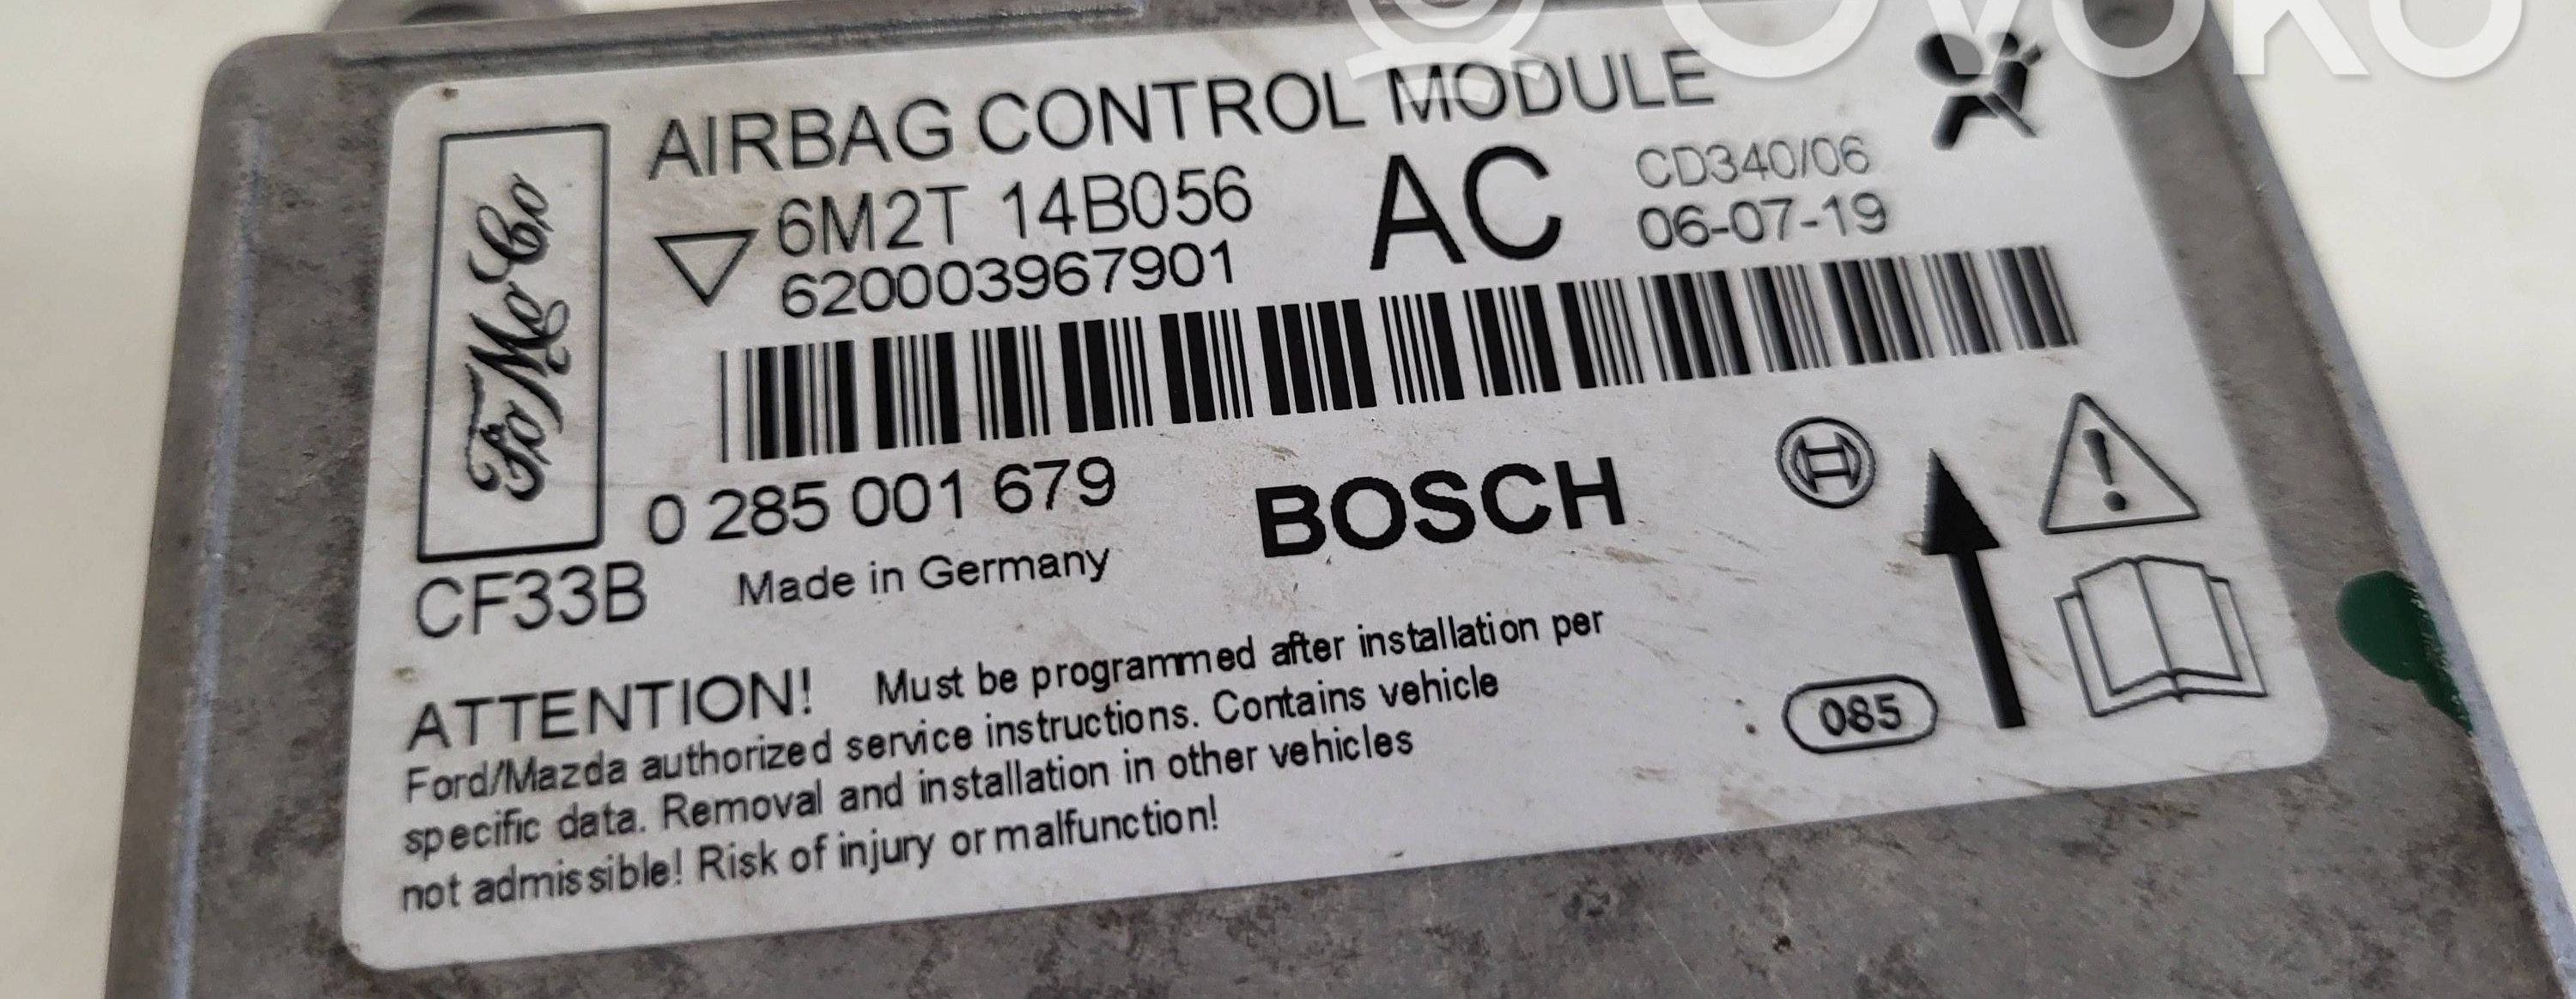 OVOKO
AIRBAG CONTROL MODULE
6M2T 14B056
AC
CD340/06
620003967901
06-07-19
FoMoCo
0 285 001 679
BOSCH
CF33B
Made in Germany
ATTENTION! Must be programmed after installation per
Ford/Mazda authorized service instructions. Contains vehicle
specific data. Removal and installation in other vehicles
not admissible! Risk of injury or malfunction!
085